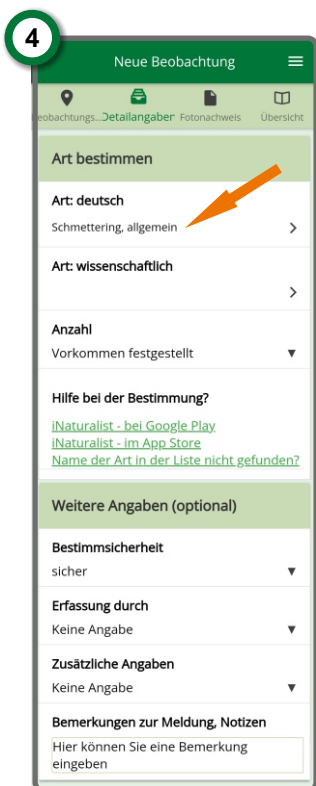 4
Neue Beobachtung
eobachtungs... Detailangaben Fotonachweis Übersicht
Art bestimmen
Art: deutsch
Schmettering, allgemein
Art: wissenschaftlich
Anzahl
Vorkommen festgestellt
Hilfe bei der Bestimmung?
iNaturalist - bei Google Play
iNaturalist - im App Store
Name der Art in der Liste nicht gefunden?
Weitere Angaben (optional)
Bestimmsicherheit
sicher
Erfassung durch
Keine Angabe
Zusätzliche Angaben
Keine Angabe
Bemerkungen zur Meldung, Notizen
Hier können Sie eine Bemerkung
eingeben